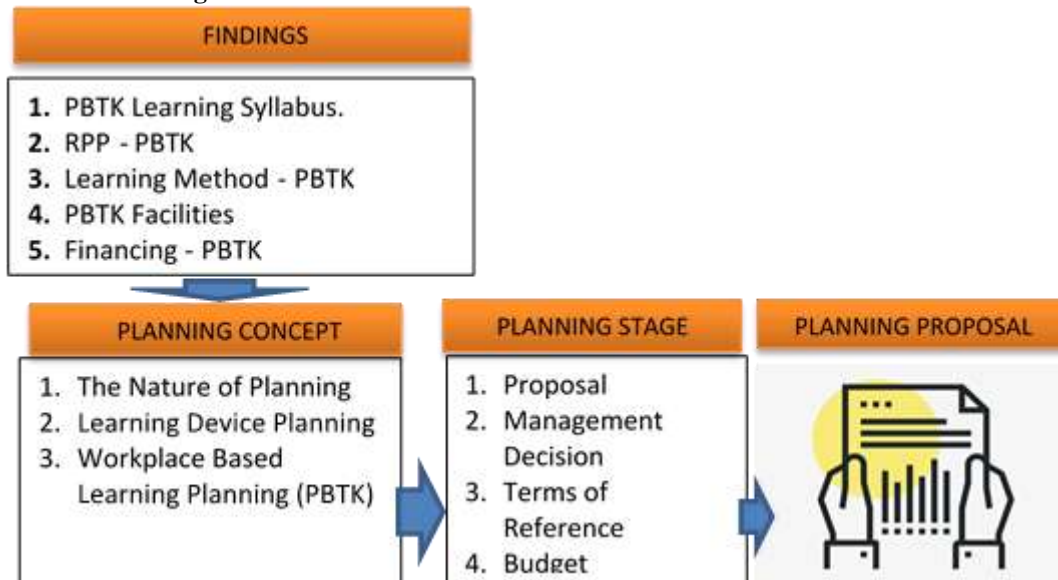 FINDINGS
1. PBTK Learning Syllabus.
2. RPP - PBTK
3. Learning Method - PBTK
4. PBTK Facilities
5. Financing - PBTK
PLANNING CONCEPT
1. The Nature of Planning
2. Learning Device Planning
3. Workplace Based
Learning Planning (PBTK)
PLANNING STAGE
1. Proposal
2. Management
Decision
3. Terms of
Reference
4. Budget
PLANNING PROPOSAL